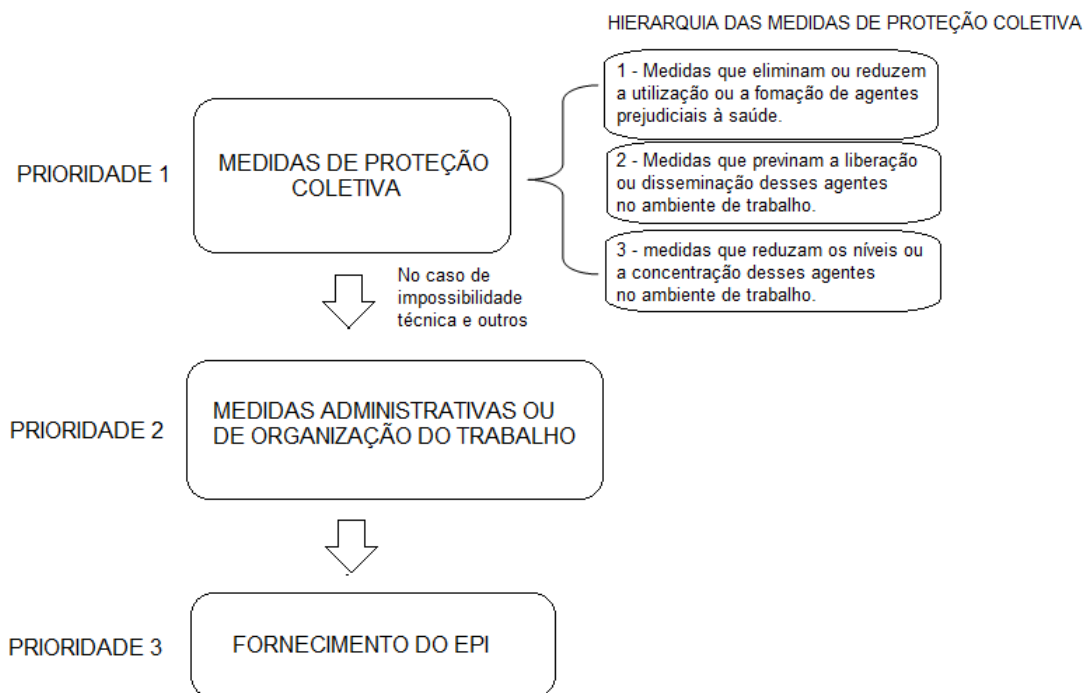 HIERARQUIA DAS MEDIDAS DE PROTEÇÃO COLETIVA
PRIORIDADE 1
MEDIDAS DE PROTEÇÃO
COLETIVA
1 - Medidas que eliminam ou reduzem
a utilização ou a fomação de agentes
prejudiciais à saúde.
2 - Medidas que previnam a liberação
ou disseminação desses agentes
no ambiente de trabalho.
3 - medidas que reduzam os níveis ou
a concentração desses agentes
no ambiente de trabalho.
No caso de
impossibilidade
técnica e outros
PRIORIDADE 2
MEDIDAS ADMINISTRATIVAS OU
DE ORGANIZAÇÃO DO TRABALHO
PRIORIDADE 3
FORNECIMENTO DO EPI